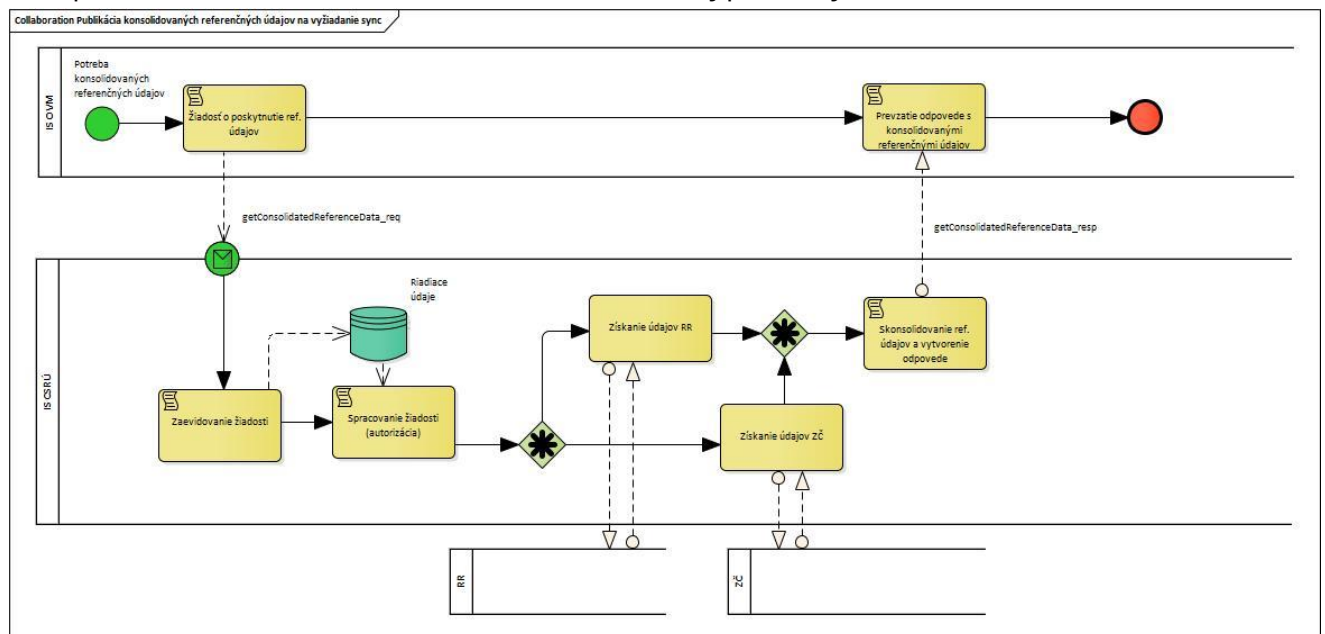 Collaboration Publikácia konsolidovaných referenčných údajov na vyžiadanie sync
IS OVM
Potreba
konsolidovaných
referenčných údajov
Žiadosť o poskytnutie ref.
údajov
Prevzatie odpovede s
konsolidovanými
referenčnými údajov
getConsolidatedReferenceData_req
getConsolidatedReferenceData_resp
IS CSRÚ
Riadiace
údaje
Zaevidovanie žiadosti
Spracovanie žiadosti
(autorizácia)
Získanie údajov RR
Získanie údajov ZČ
Skonsolidovanie ref.
údajov a vytvorenie
odpovede
RR
ZČ